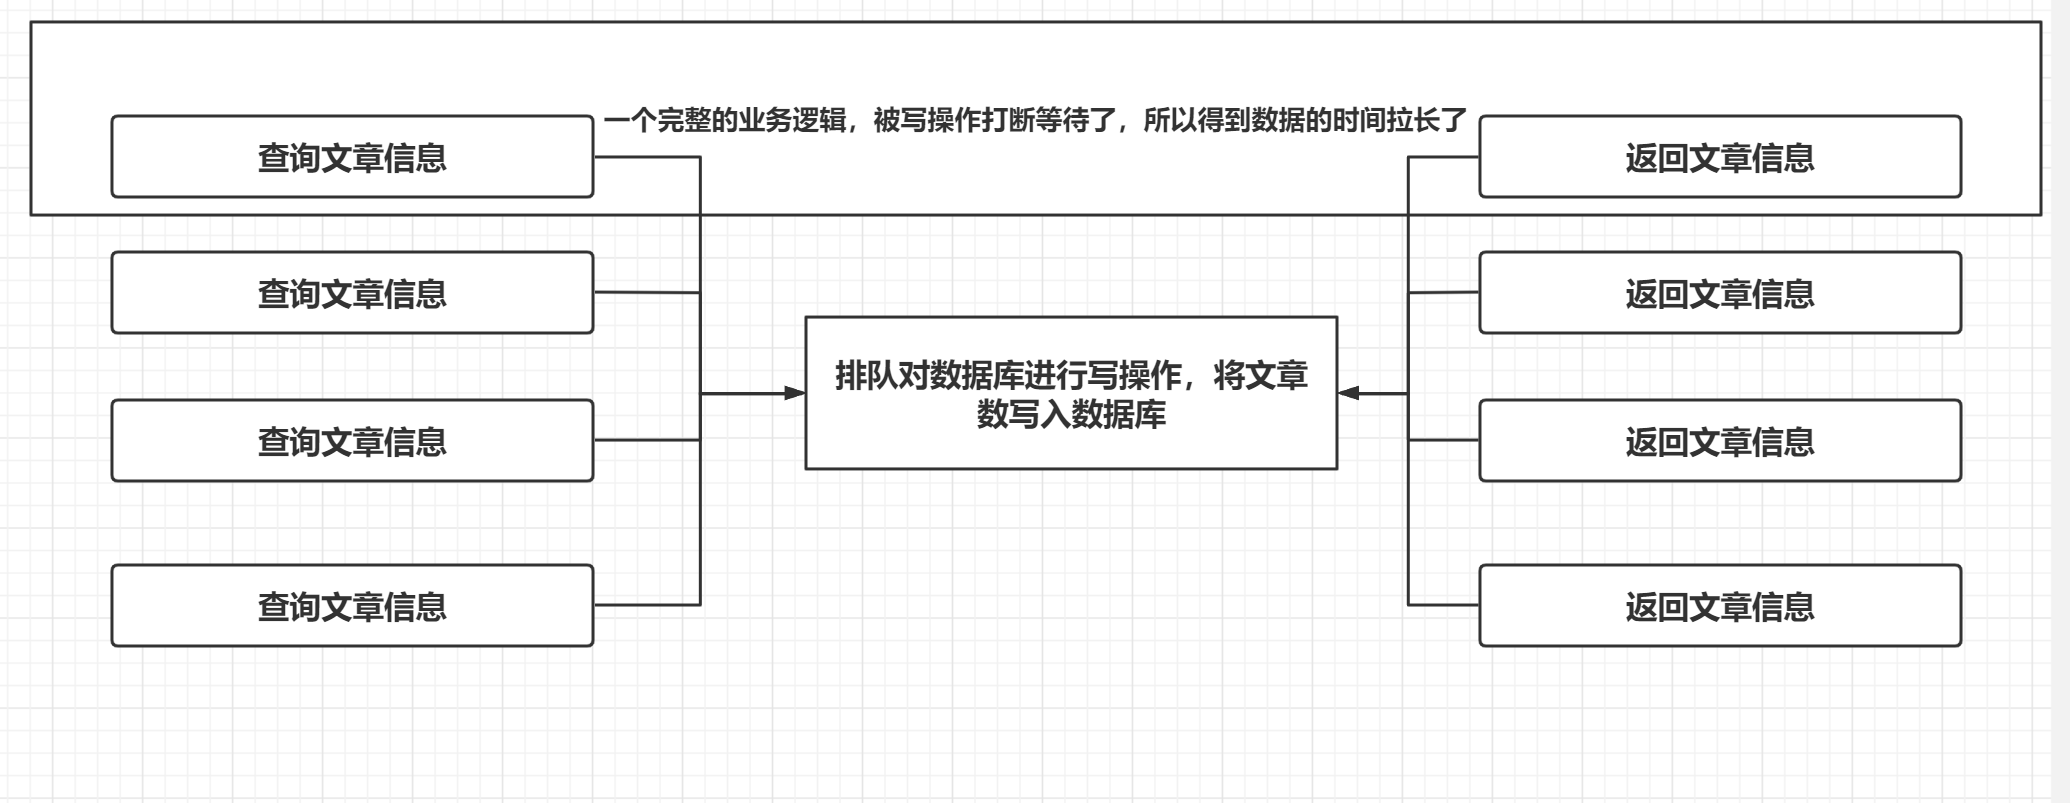 一个完整的业务逻辑，被写操作打断等待了，所以得到数据的时间拉长了
查询文章信息
返回文章信息
查询文章信息
返回文章信息
排队对数据库进行写操作，将文章
数写入数据库
查询文章信息
返回文章信息
查询文章信息
返回文章信息